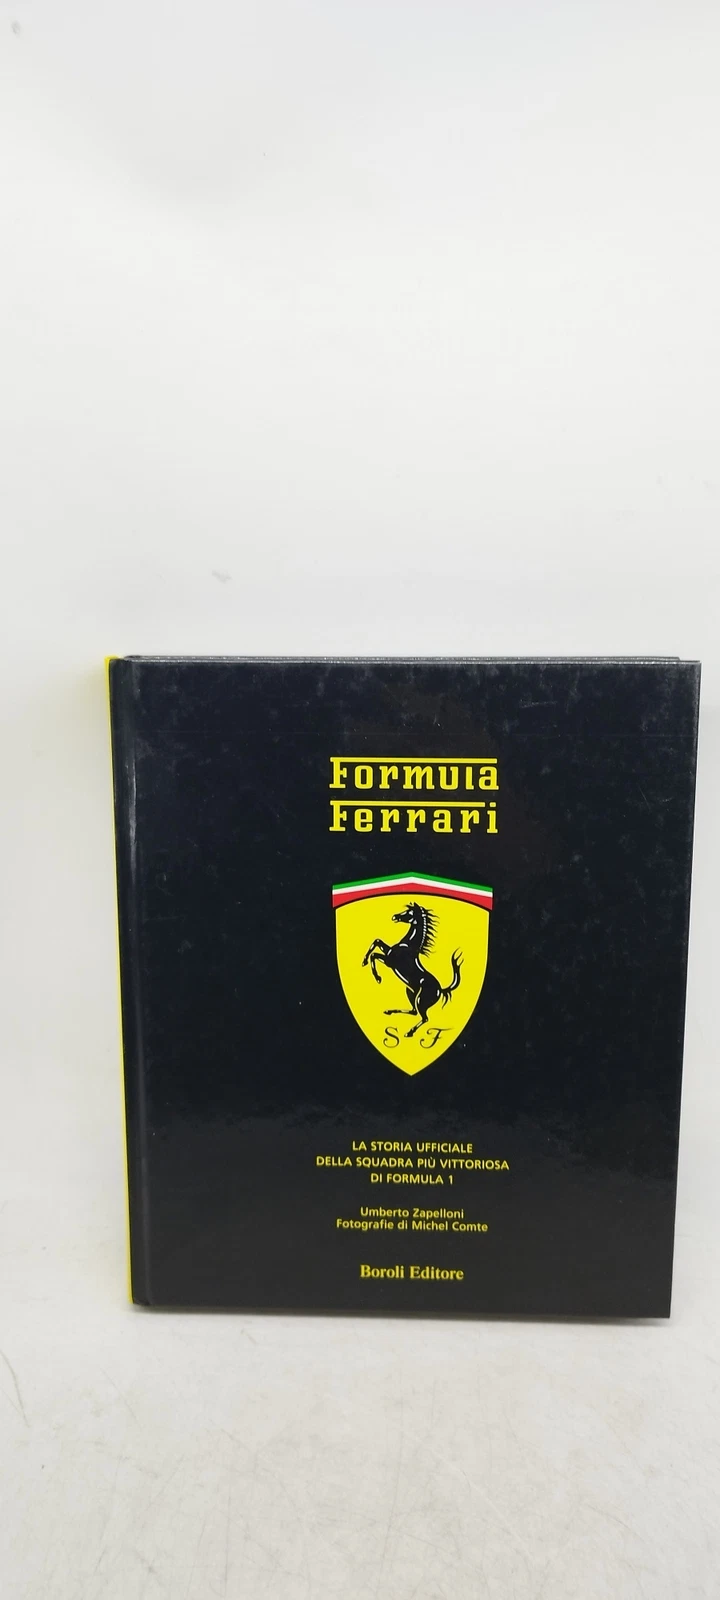 Formula
Ferrari
S F
LA STORIA UFFICIALE
DELLA SQUADRA PIÙ VITTORIOSA
DI FORMULA 1
Umberto Zapelloni
Fotografie di Michel Comte
Boroli Editore